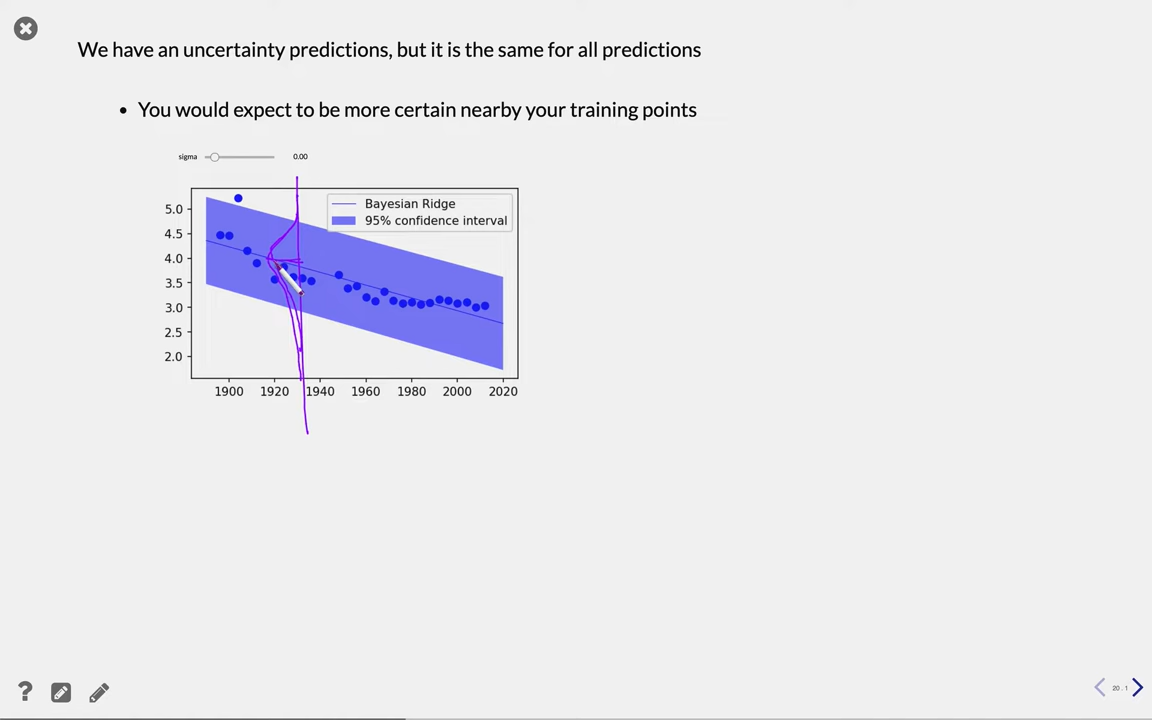 We have an uncertainty predictions, but it is the same for all predictions
• You would expect to be more certain nearby your training points
sigma 0.00
Bayesian Ridge
95% confidence interval
5.0
4.5
4.0
3.5
3.0
2.5
2.0
1900 1920 1940 1960 1980 2000 2020
?
20 . 1